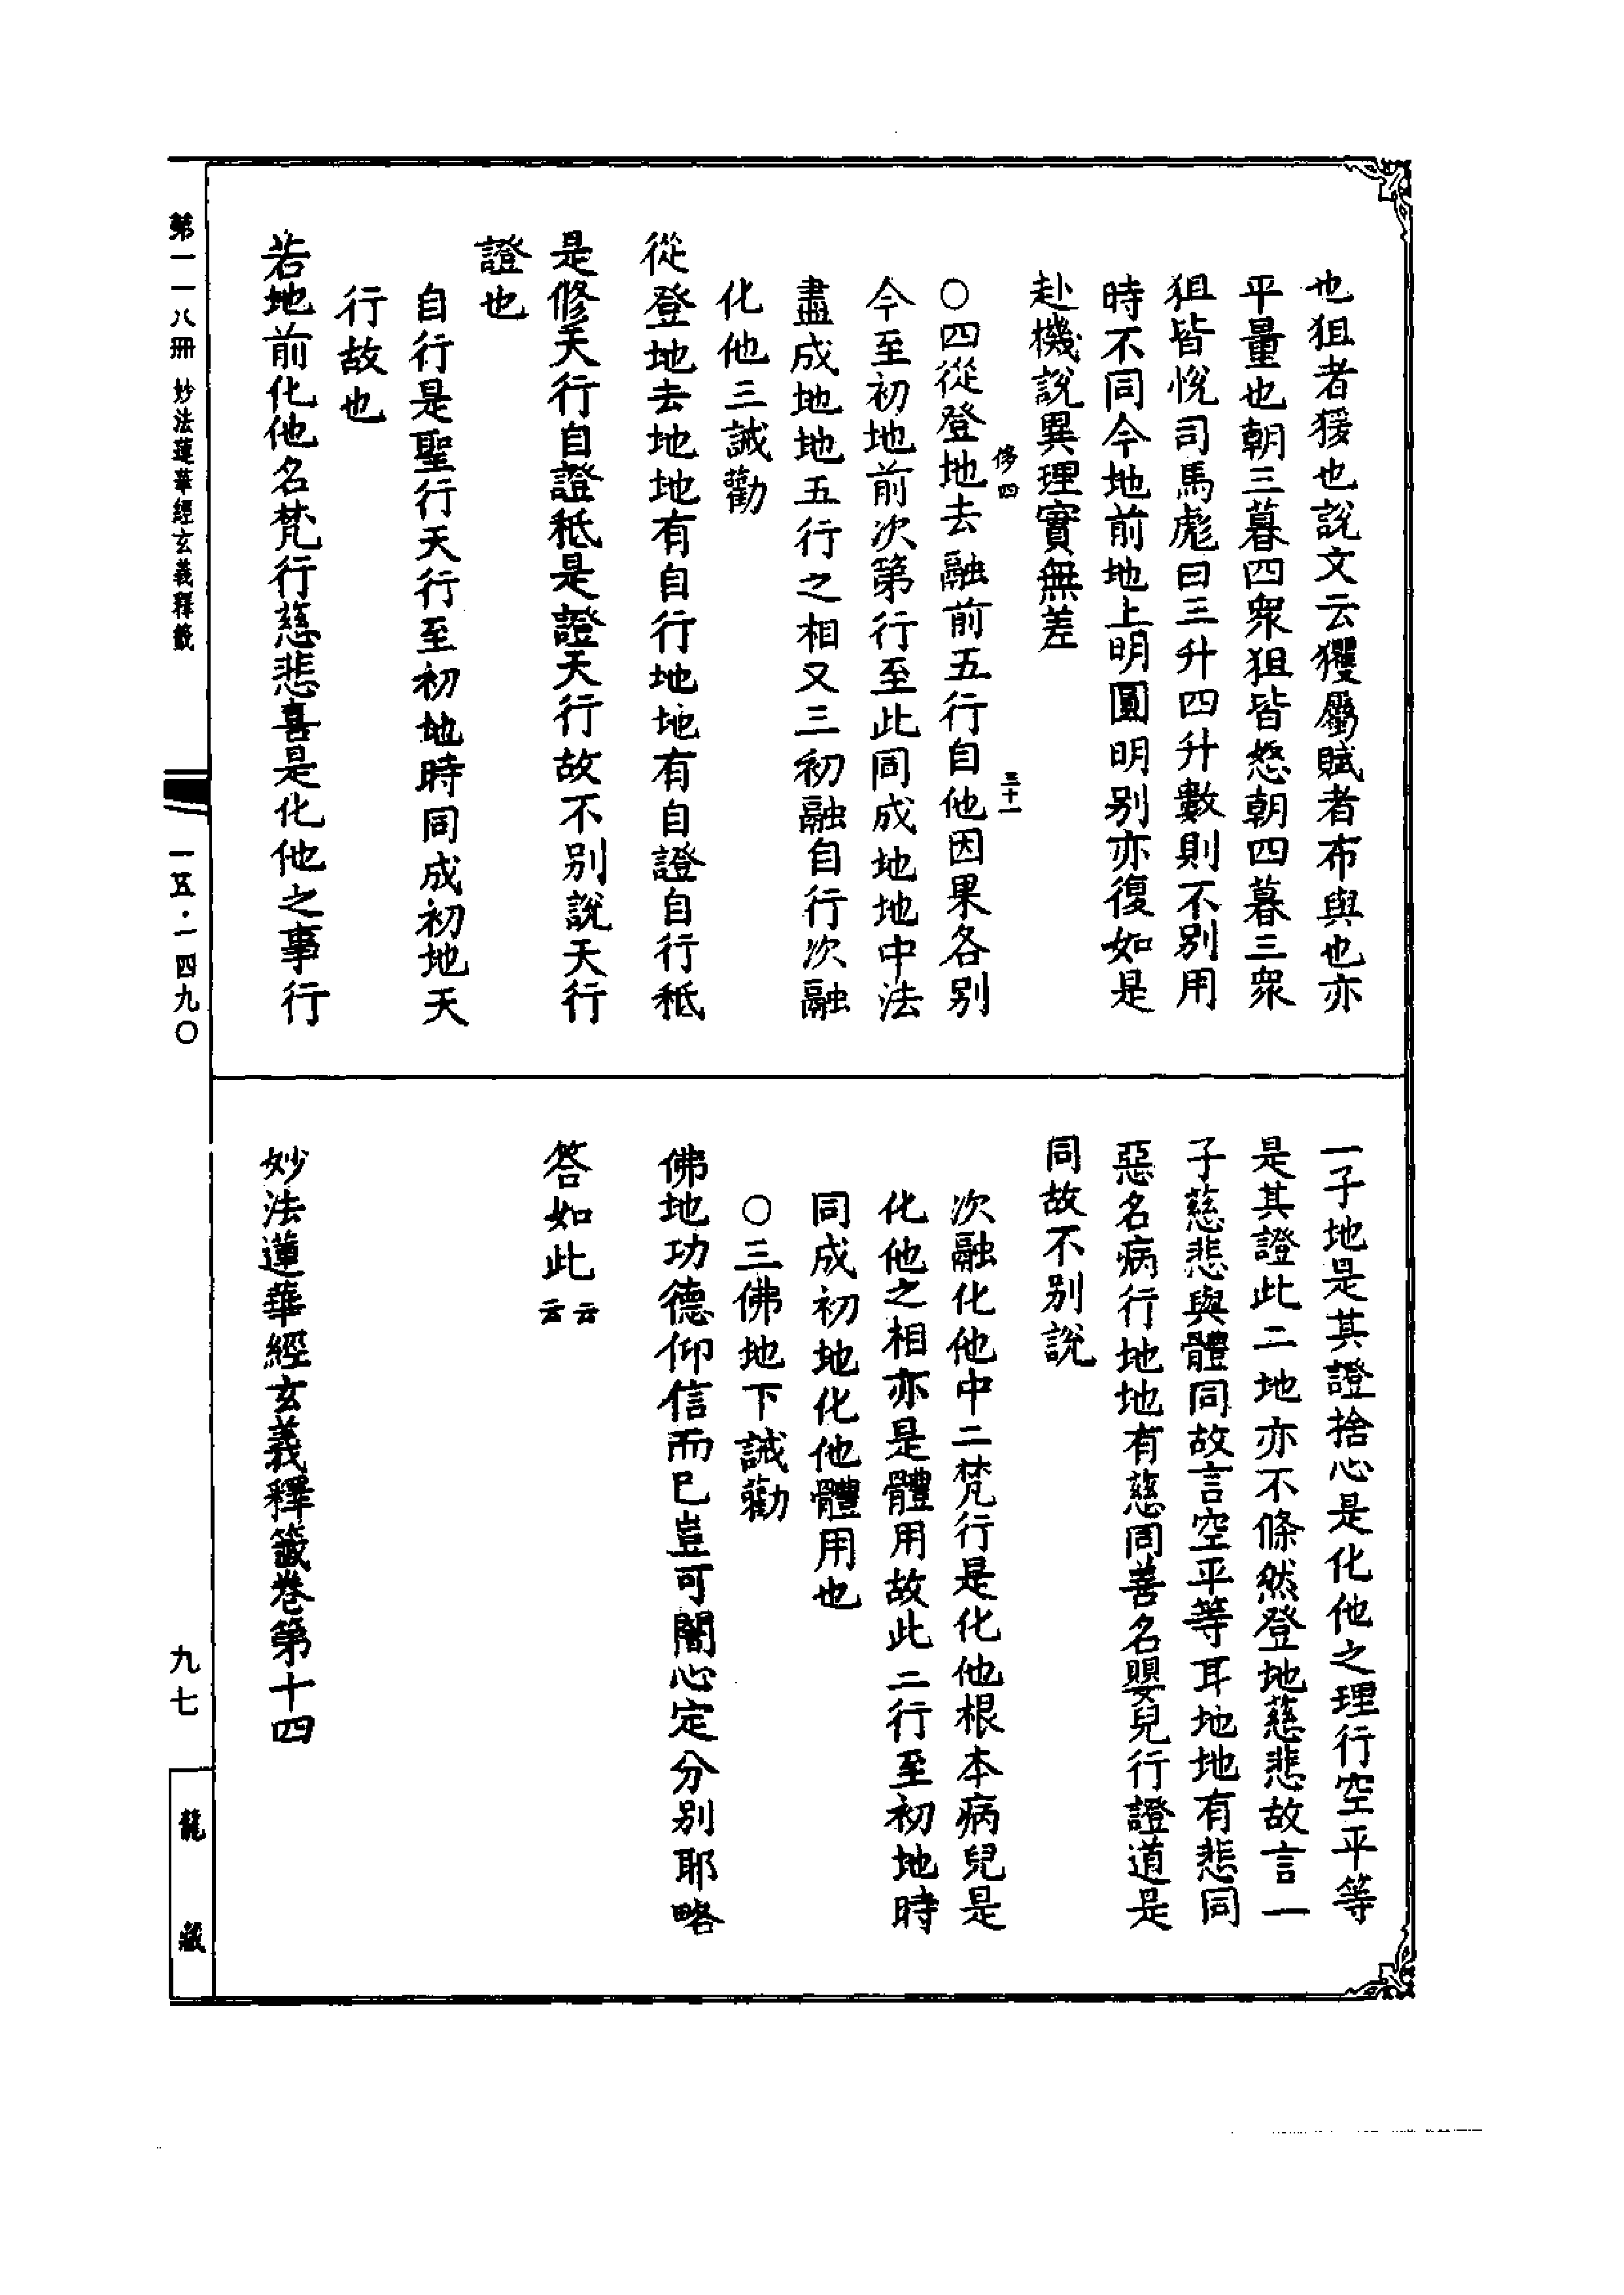 也狙者猨也說文云玃屬賦者布與也亦
平量也朝三暮四衆狙皆怒朝四暮三衆
狙皆悅司馬彪曰三升四升數則不别用
時不同今地前地上明圓明别亦復如是
赴機說異理實無差
三十一
〇四從登地去融前五行自他因果各别
今至初地前次第行至此同成地地中法
盡成地地五行之相又三初融自行次融
化他三誡勸
從登地去地地有自行地地有自證自行秪
是修天行自證秪是證天行故不别說天行
證也
自行是聖行天行至初地時同成初地天
行故也
若地前化他名梵行慈悲喜是化他之事行
一子地是其證捨心是化他之理行空平等
是其證此二地亦不條然登地慈悲故言一
子慈悲與體同故言空平等耳地地有悲同
惡名病行地地有慈同善名嬰兒行證道是
同故不别說
次融化他中二梵行是化他根本病兒是
化他之相亦是體用故此二行至初地時
同成初地化他體用也
〇三佛地下誡勸
佛地功德仰信而已豈可闇心定分别耶略
答如此云云
妙法蓮華經玄義釋籤卷第十四
第一一八冊 妙法蓮華經玄義釋籤
一五·一四九〇
九七
龍藏